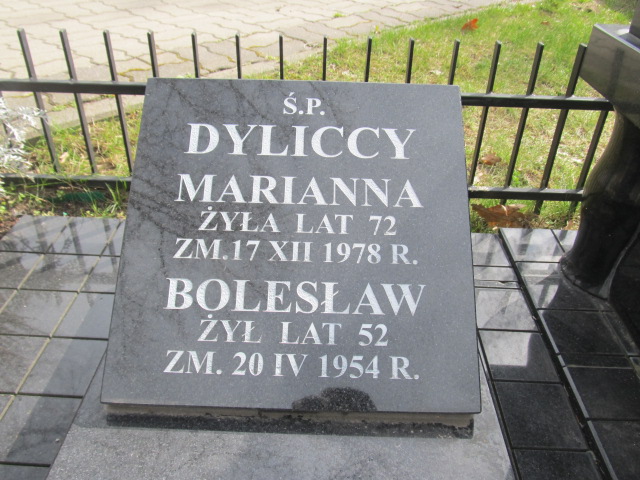 Ś.P.
DYLICCY
MARIANNA
ŻYŁA LAT 72
ZM.17 XII 1978 R.
BOLESŁAW
ŻYŁ LAT 52
ZM. 20 IV 1954 R.